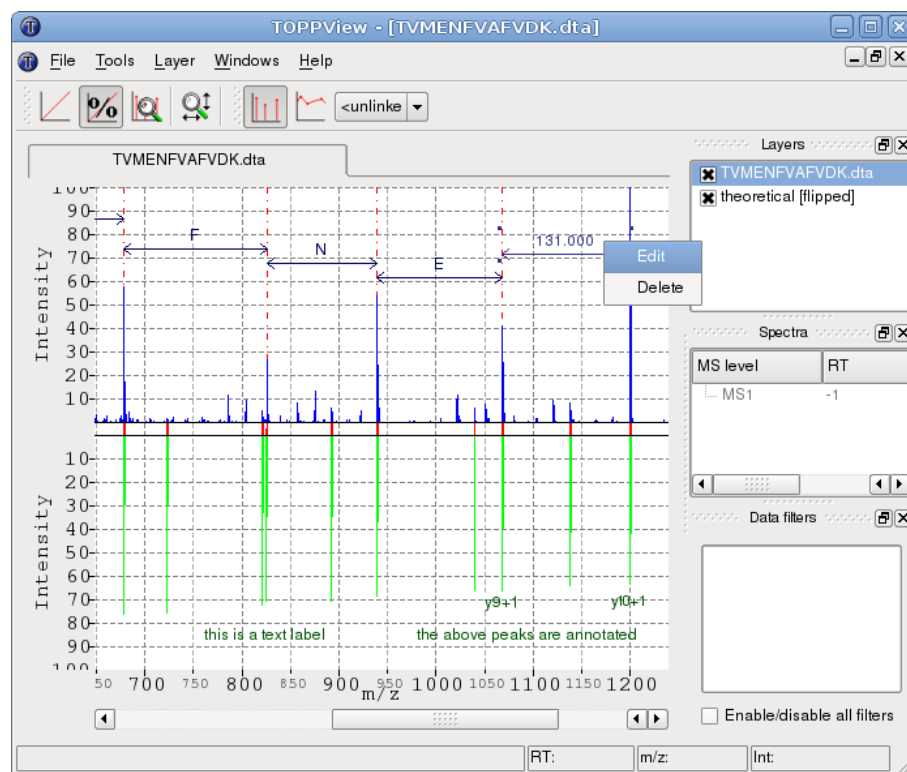 TOPPView - [TVMENFVAFVDK.dta]
File Tools Layer Windows Help
% <unlinke
TVMENFVAFVDK.dta
Layers
TVMENFVAFVDK.dta
theoretical [flipped]
100
90
80
70
60
50
40
30
20
10
Intensity
F
N
E
131.000
Edit
Delete
Spectra
MS level RT
MS1 -1
10
20
30
40
50
60
70
80
90
100
Intensity
y9+1 y10+1
this is a text label the above peaks are annotated
50 700 750 800 850 900 950 1000 1050 1100 1150 1200
m/z
Data filters
Enable/disable all filters
RT: m/z: Int: